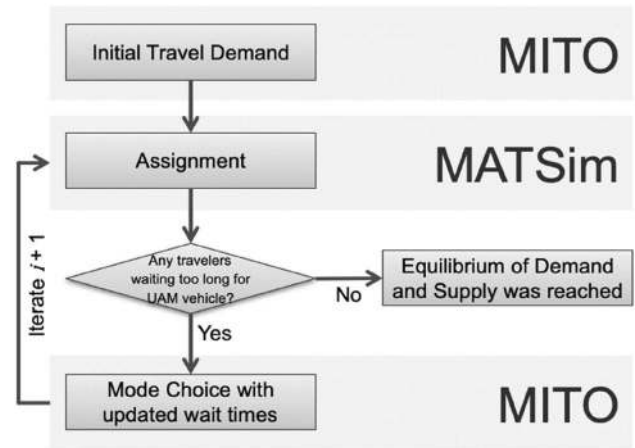 Initial Travel Demand
MITO
Assignment
MATSim
Any travelers
waiting too long for
UAM vehicle?
No
Equilibrium of Demand
and Supply was reached
Iterate i + 1
Yes
Mode Choice with
updated wait times
MITO